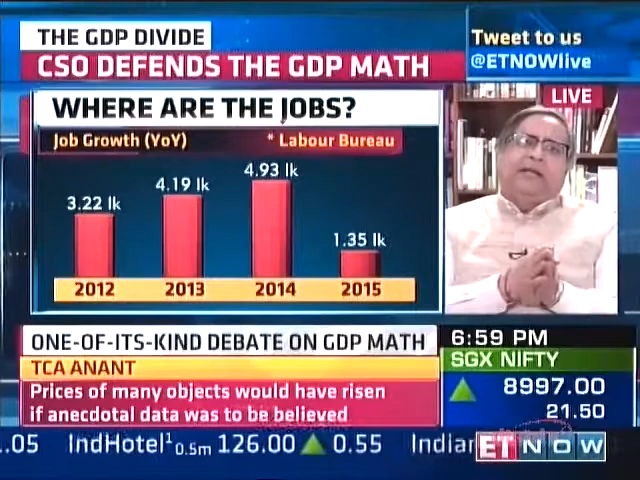 THE GDP DIVIDE
CSO DEFENDS THE GDP MATH
Tweet to us
@ETNOWlive
WHERE ARE THE JOBS?
Job Growth (YoY)
* Labour Bureau
3.22 lk
4.19 lk
4.93 lk
1.35 lk
2012
2013
2014
2015
LIVE
ONE-OF-ITS-KIND DEBATE ON GDP MATH
TCA ANANT
Prices of many objects would have risen
if anecdotal data was to be believed
6:59 PM
SGX NIFTY
8997.00
21.50
.05 IndHotel¹ 0.5m 126.00 0.55 Indian
ET NOW